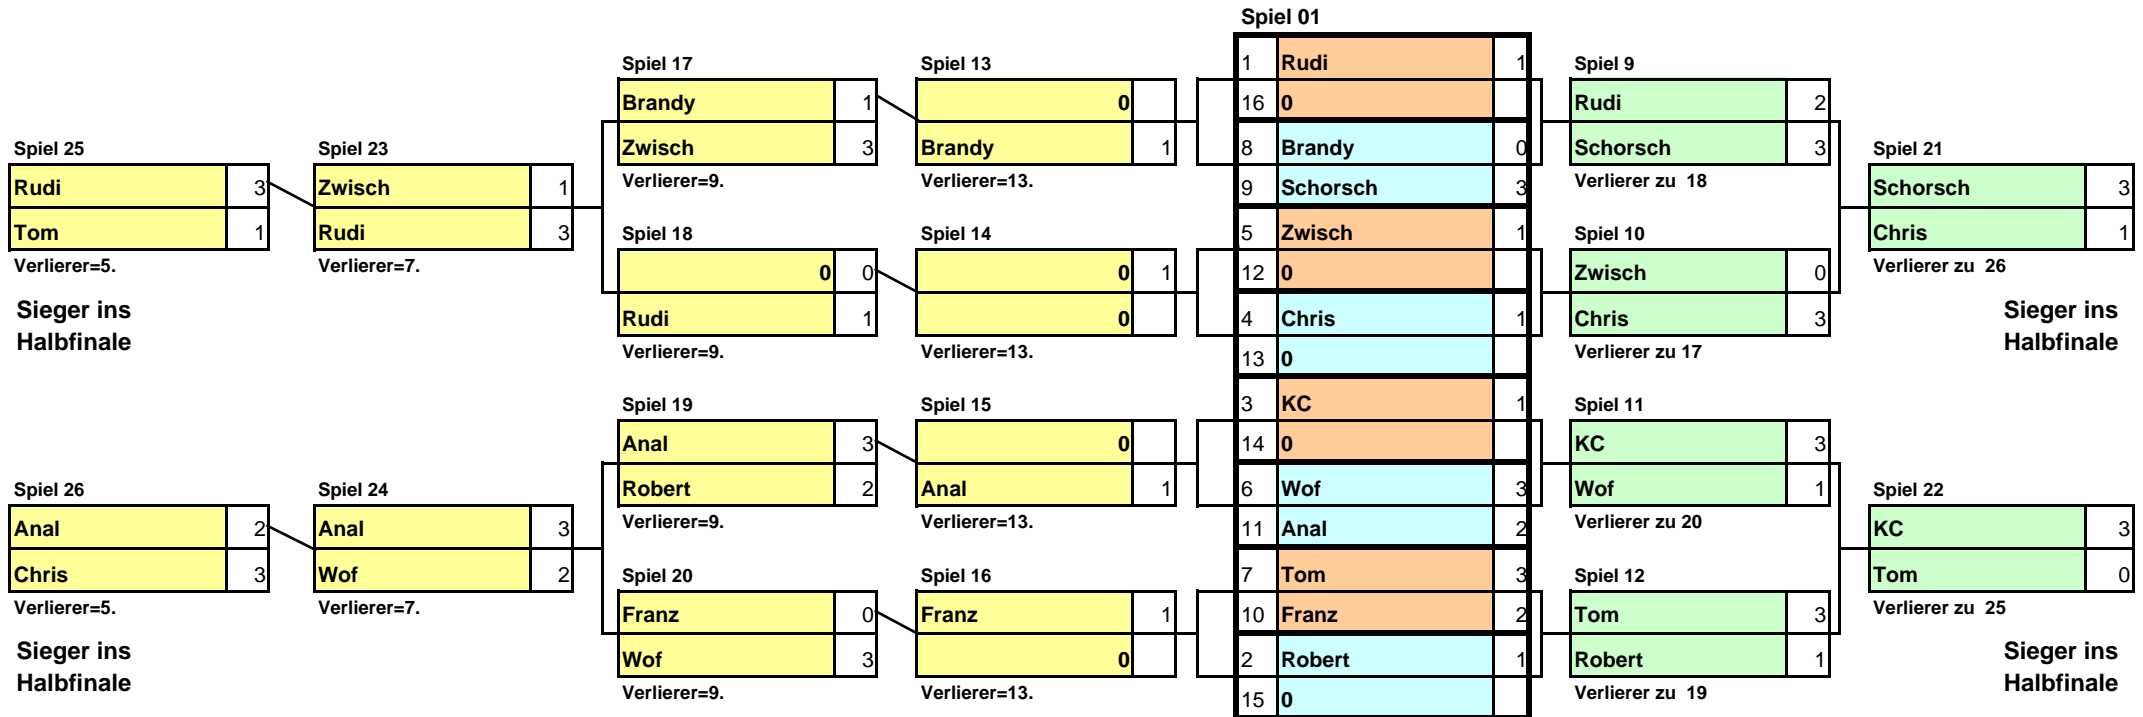 Spiel 01
1 Rudi 1
Spiel 17 Spiel 13 Spiel 9
Brandy 1 0 16 0 Rudi 2
Spiel 25 Spiel 23 Zwisch 3 Brandy 1 8 Brandy 0 Schorsch 3 Spiel 21
Rudi 3 Zwisch 1 Verlierer=9. Verlierer=13. 9 Schorsch 3 Verlierer zu 18 Schorsch 3
Tom 1 Rudi 3 Spiel 18 Spiel 14 5 Zwisch 1 Spiel 10 Chris 1
Verlierer=5. Verlierer=7. 0 0 0 1 12 0 Zwisch 0 Verlierer zu 26
Sieger ins Rudi 1 0 4 Chris 1 Chris 3 Sieger ins
Halbfinale Verlierer=9. Verlierer=13. 13 0 Verlierer zu 17 Halbfinale
Spiel 19 Spiel 15 3 KC 1 Spiel 11
Anal 3 0 14 0 KC 3
Spiel 26 Spiel 24 Robert 2 Anal 1 6 Wof 3 Wof 1 Spiel 22
Anal 2 Anal 3 Verlierer=9. Verlierer=13. 11 Anal 2 Verlierer zu 20 KC 3
Chris 3 Wof 2 Spiel 20 Spiel 16 7 Tom 3 Spiel 12 Tom 0
Verlierer=5. Verlierer=7. Franz 0 Franz 1 10 Franz 2 Tom 3 Verlierer zu 25
Sieger ins Wof 3 0 2 Robert 1 Robert 1 Sieger ins
Halbfinale Verlierer=9. Verlierer=13. 15 0 Verlierer zu 19 Halbfinale